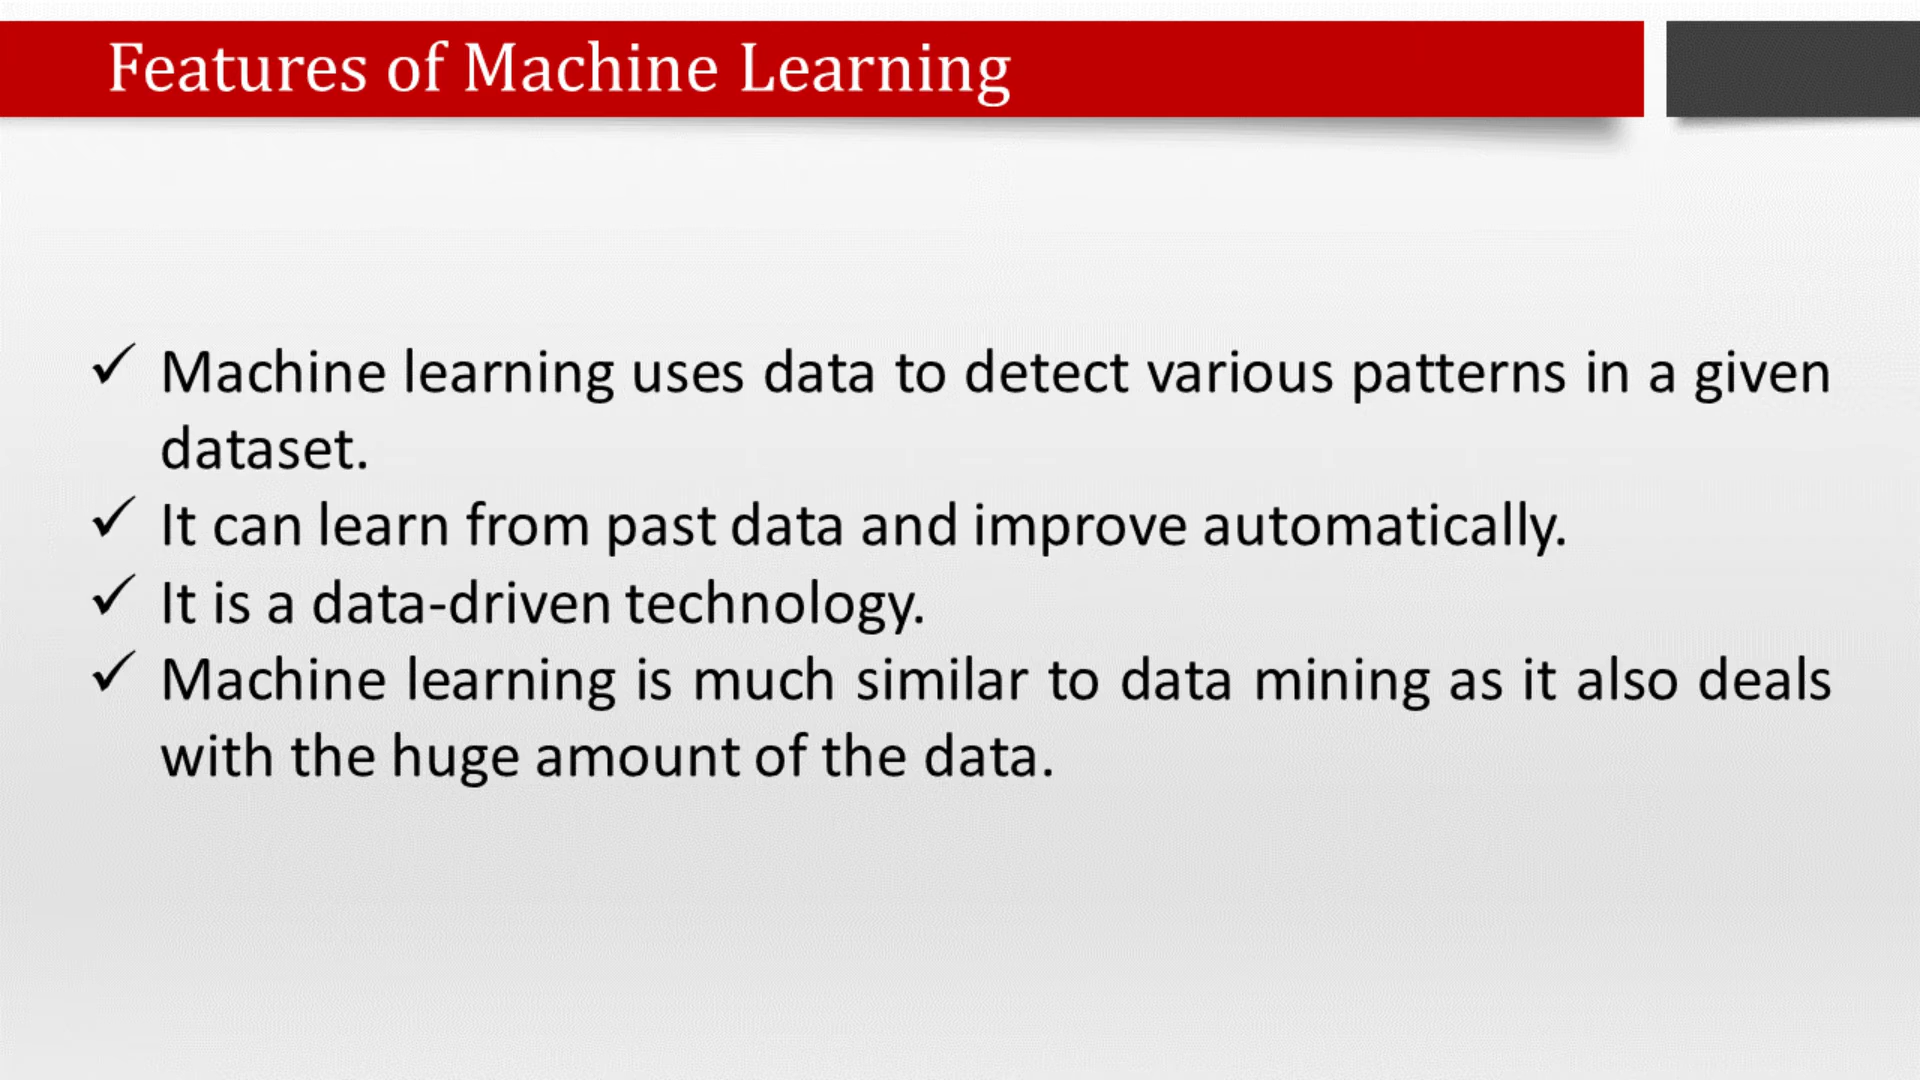 Features of Machine Learning
✓ Machine learning uses data to detect various patterns in a given
dataset.
✓ It can learn from past data and improve automatically.
✓ It is a data-driven technology.
✓ Machine learning is much similar to data mining as it also deals
with the huge amount of the data.